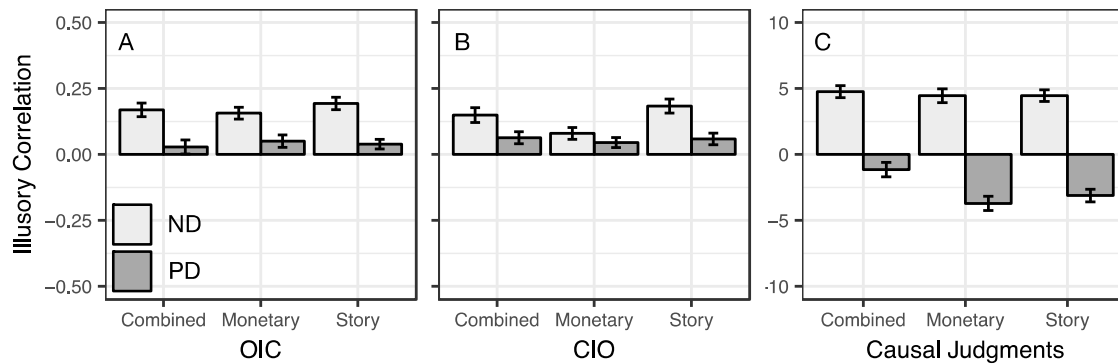 Illusory Correlation
A
0.50
0.25
0.00
−0.25
−0.50
ND
PD
Combined Monetary Story
OIC
B
Combined Monetary Story
CIO
C
10
5
0
−5
−10
Combined Monetary Story
Causal Judgments